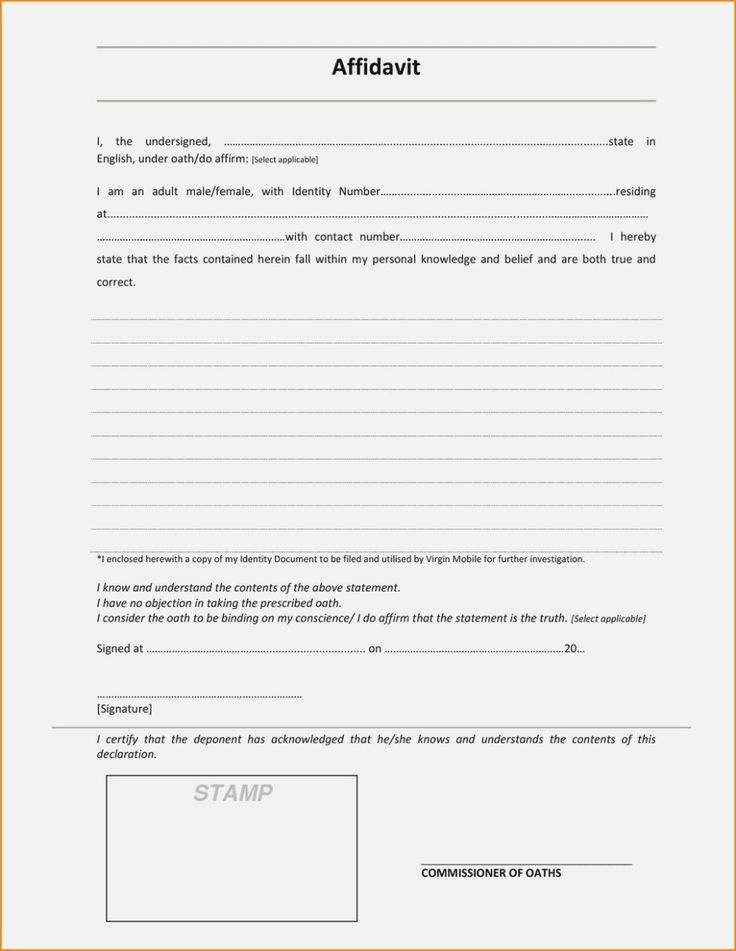 Affidavit
I, the undersigned, ……………………………………………….................................................................state in
English, under oath/do affirm: [Select applicable]
I am an adult male/female, with Identity Number……...................………………………………................residing
at.............................................................................................................................………………………………
……………………………………………………with contact number………………………………………………......... I hereby
state that the facts contained herein fall within my personal knowledge and belief and are both true and
correct.
*I enclosed herewith a copy of my Identity Document to be filed and utilised by Virgin Mobile for further investigation.
I know and understand the contents of the above statement.
I have no objection in taking the prescribed oath.
I consider the oath to be binding on my conscience/ I do affirm that the statement is the truth. [Select applicable]
Signed at …………………………………............................... on ……………………………………………………20…
……………………………………………………………
[Signature]
I certify that the deponent has acknowledged that he/she knows and understands the contents of this
declaration.
STAMP
COMMISSIONER OF OATHS